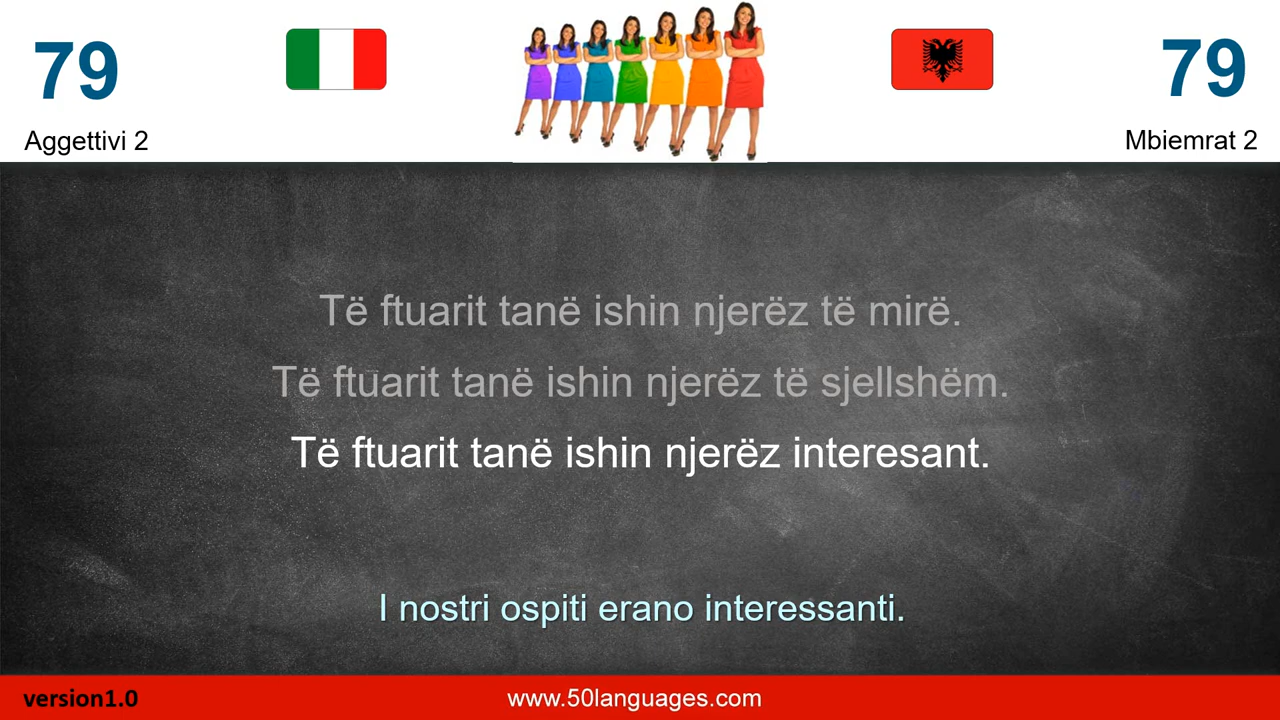 79
Aggettivi 2
79
Mbiemrat 2
Të ftuarit tanë ishin njerëz të mirë.
Të ftuarit tanë ishin njerëz të sjellshëm.
Të ftuarit tanë ishin njerëz interesant.
I nostri ospiti erano interessanti.
version1.0
www.50languages.com